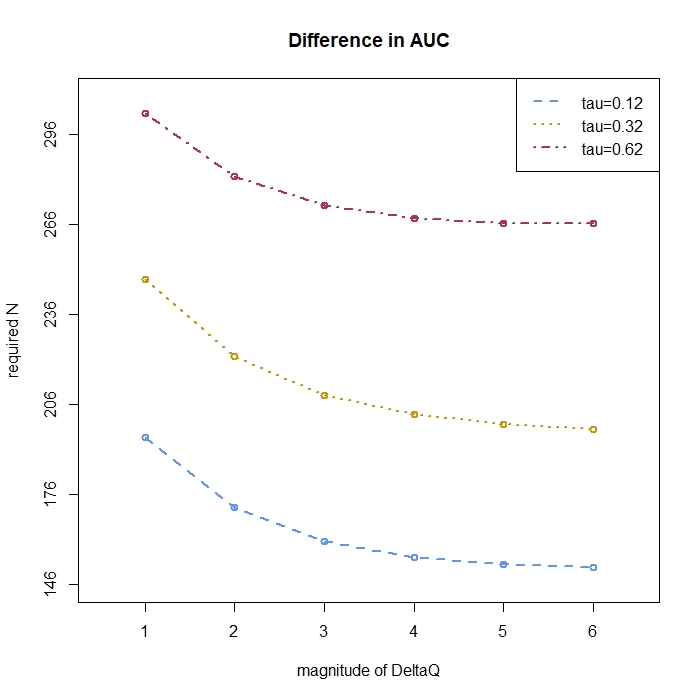 Difference in AUC
tau=0.12
tau=0.32
tau=0.62
required N
296
266
236
206
176
146
1 2 3 4 5 6
magnitude of DeltaQ